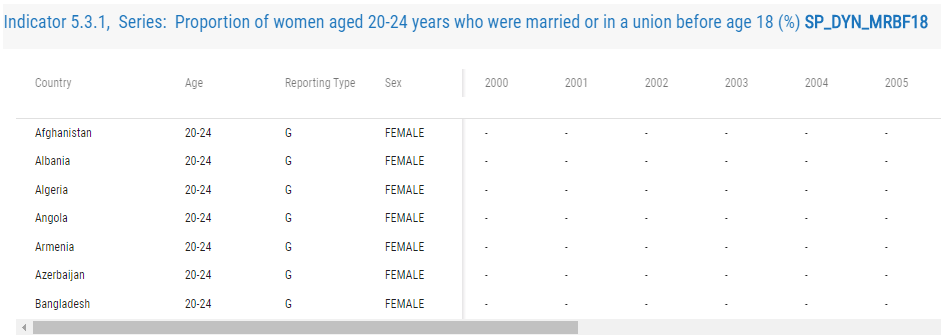 Indicator 5.3.1, Series: Proportion of women aged 20-24 years who were married or in a union before age 18 (%) SP_DYN_MRBF18
Country Age Reporting Type Sex 2000 2001 2002 2003 2004 2005
Afghanistan 20-24 G FEMALE - - - - - -
Albania 20-24 G FEMALE - - - - - -
Algeria 20-24 G FEMALE - - - - - -
Angola 20-24 G FEMALE - - - - - -
Armenia 20-24 G FEMALE - - - - - -
Azerbaijan 20-24 G FEMALE - - - - - -
Bangladesh 20-24 G FEMALE - - - - - -